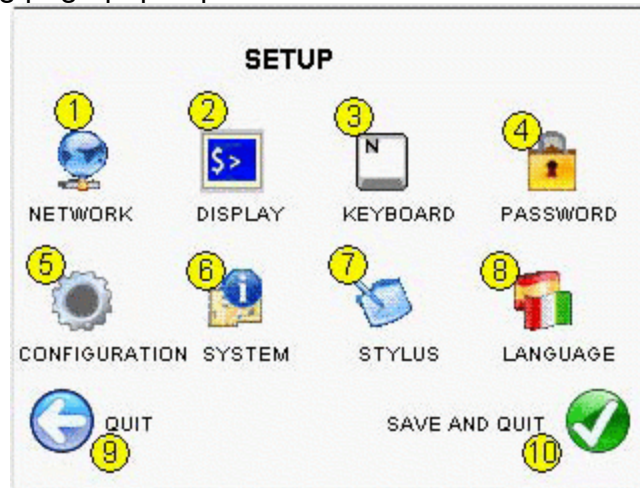 SETUP
1 2 3 4
$> N
NETWORK DISPLAY KEYBOARD PASSWORD
5 6 7 8
i
CONFIGURATION SYSTEM STYLUS LANGUAGE
QUIT SAVE AND QUIT
9 10